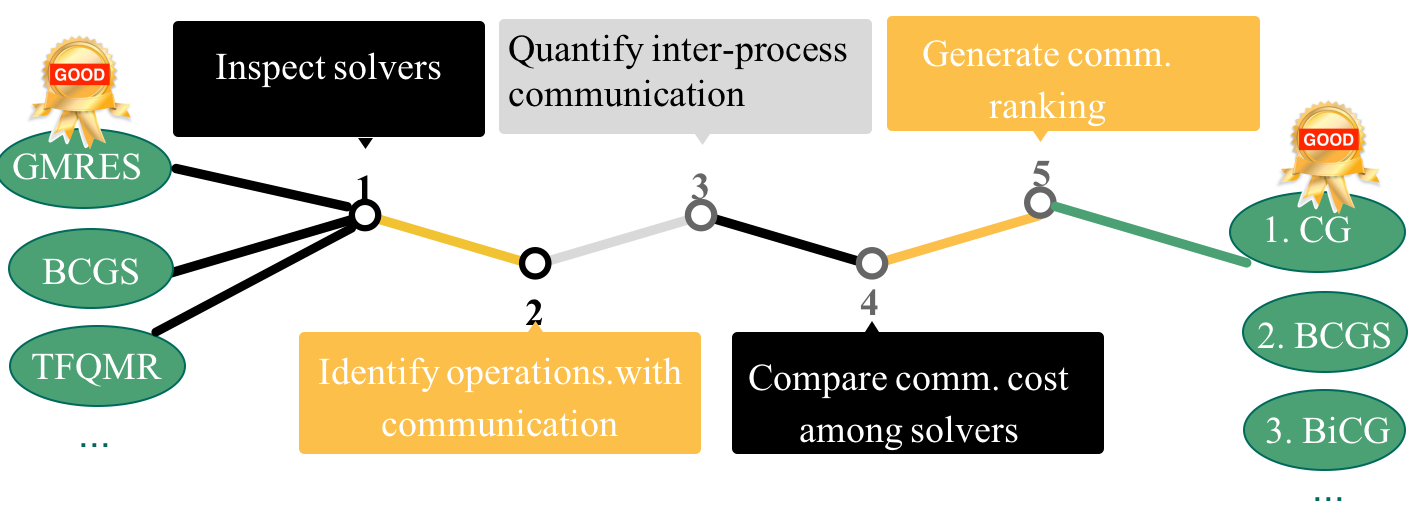 GOOD
GMRES
BCGS
TFQMR
...
Inspect solvers
1
2
Identify operations.with
communication
Quantify inter-process
communication
3
4
Compare comm. cost
among solvers
Generate comm.
ranking
5
GOOD
1. CG
2. BCGS
3. BiCG
...